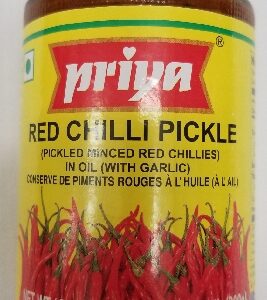 priya®
RED CHILLI PICKLE
(PICKLED MINCED RED CHILLIES)
IN OIL (WITH GARLIC)
CONSERVE DE PIMENTS ROUGES À L'HUILE (À L'AIL)